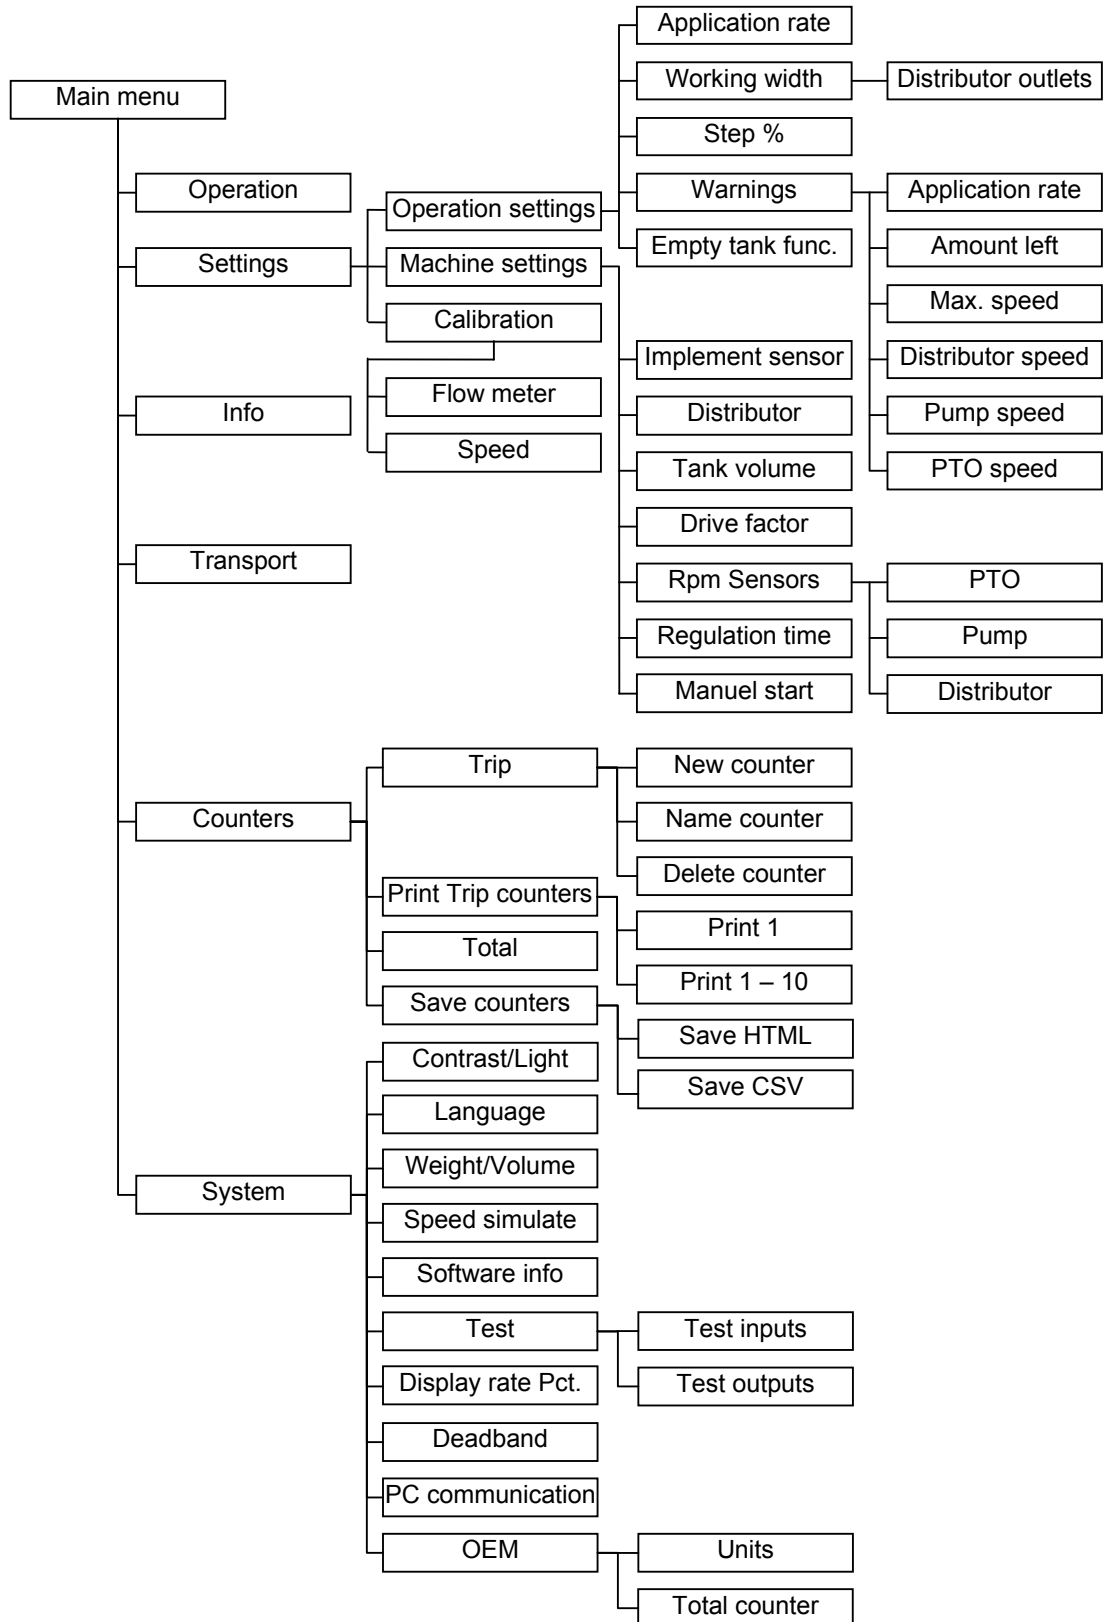 Main menu
Operation
Settings
Operation settings
Application rate
Working width
Distributor outlets
Step %
Warnings
Application rate
Amount left
Max. speed
Distributor speed
Pump speed
PTO speed
Empty tank func.
Machine settings
Implement sensor
Distributor
Tank volume
Drive factor
Rpm Sensors
PTO
Pump
Distributor
Regulation time
Manuel start
Calibration
Flow meter
Speed
Info
Transport
Counters
Trip
New counter
Name counter
Delete counter
Print Trip counters
Print 1
Print 1 – 10
Total
Save counters
Save HTML
Save CSV
System
Contrast/Light
Language
Weight/Volume
Speed simulate
Software info
Test
Test inputs
Test outputs
Display rate Pct.
Deadband
PC communication
OEM
Units
Total counter